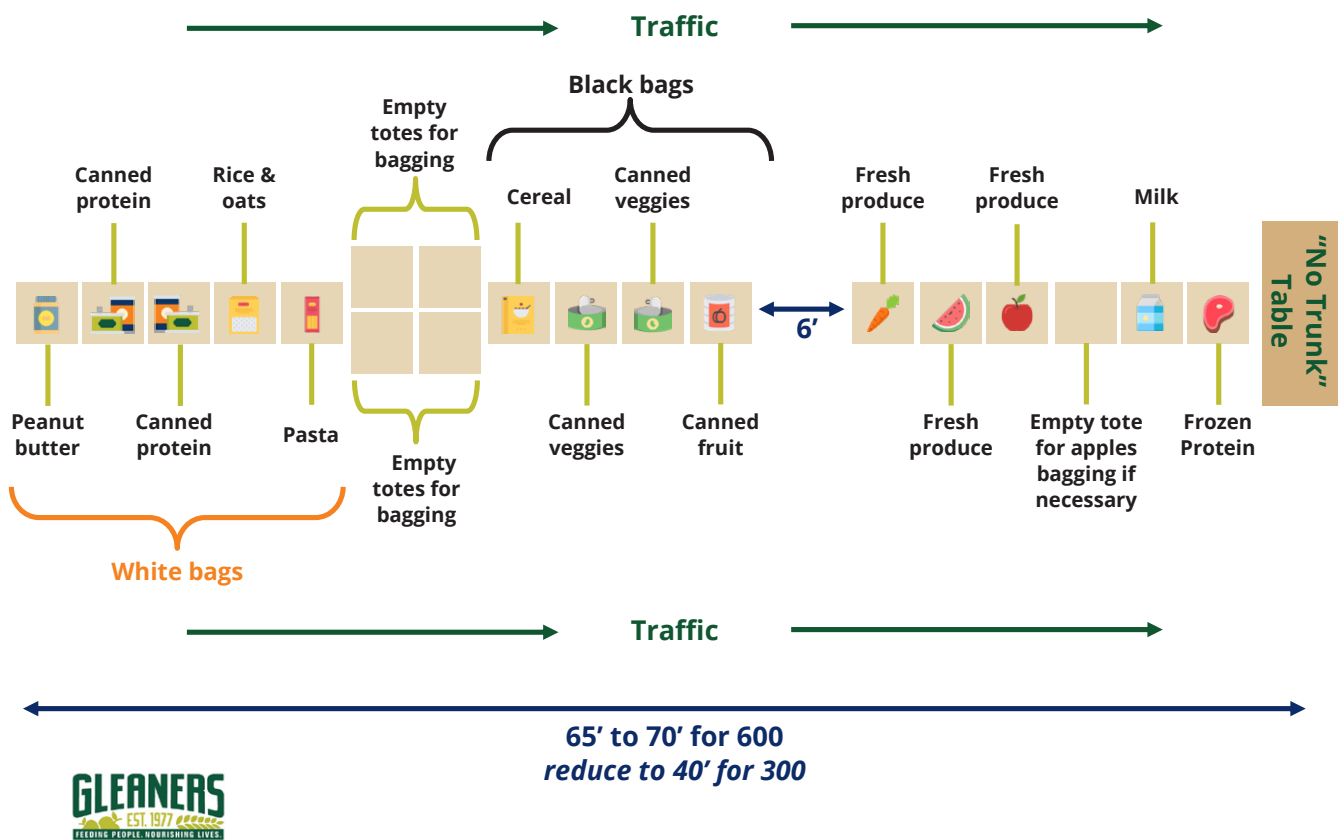 Traffic
Black bags
Empty
totes for
bagging
Canned
protein
Rice &
oats
Cereal
Canned
veggies
Fresh
produce
Fresh
produce
Milk
"No Trunk"
Table
6'
Peanut
butter
Canned
protein
Pasta
Empty
totes for
bagging
Canned
veggies
Canned
fruit
Fresh
produce
Empty tote
for apples
bagging if
necessary
Frozen
Protein
White bags
Traffic
65' to 70' for 600
reduce to 40' for 300
GLEANERS
EST. 1977
FEEDING PEOPLE. NOURISHING LIVES.